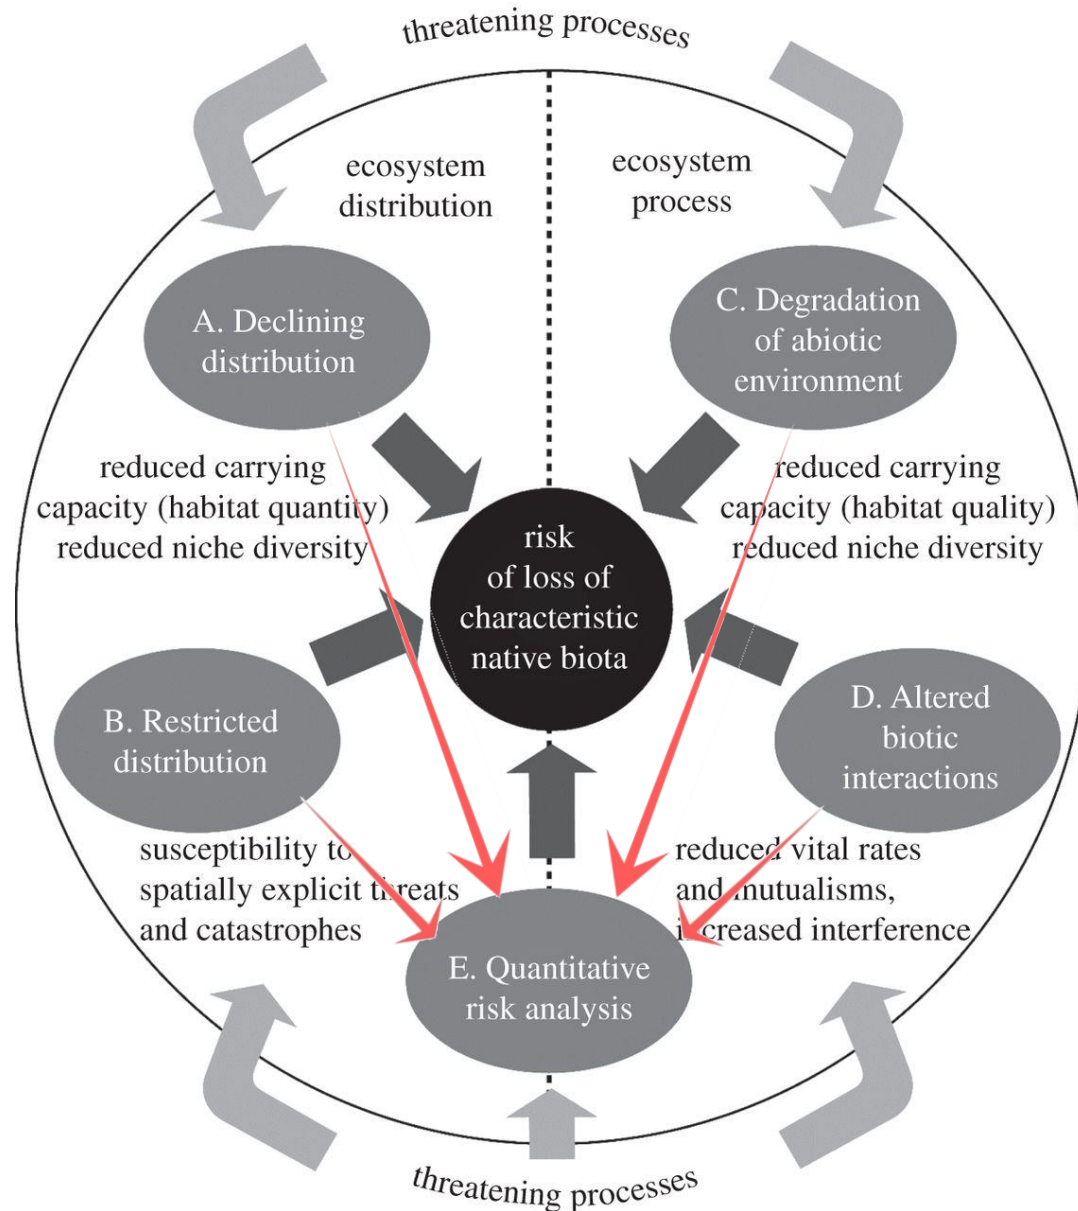 threatening processes
ecosystem
distribution
ecosystem
process
A. Declining
distribution
C. Degradation
of abiotic
environment
reduced carrying
capacity (habitat quantity)
reduced niche diversity
reduced carrying
capacity (habitat quality)
reduced niche diversity
risk
of loss of
characteristic
native biota
B. Restricted
distribution
D. Altered
biotic
interactions
susceptibility to
spatially explicit threats
and catastrophes
reduced vital rates
and mutualisms,
increased interference
E. Quantitative
risk analysis
threatening processes